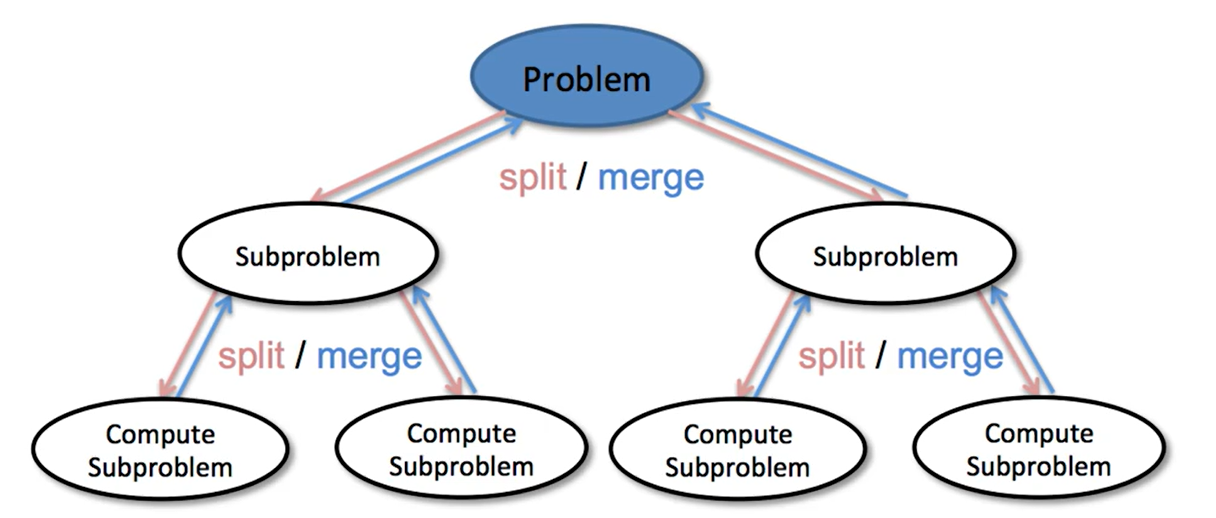 Problem
split / merge
Subproblem
Subproblem
split / merge
split / merge
Compute
Subproblem
Compute
Subproblem
Compute
Subproblem
Compute
Subproblem